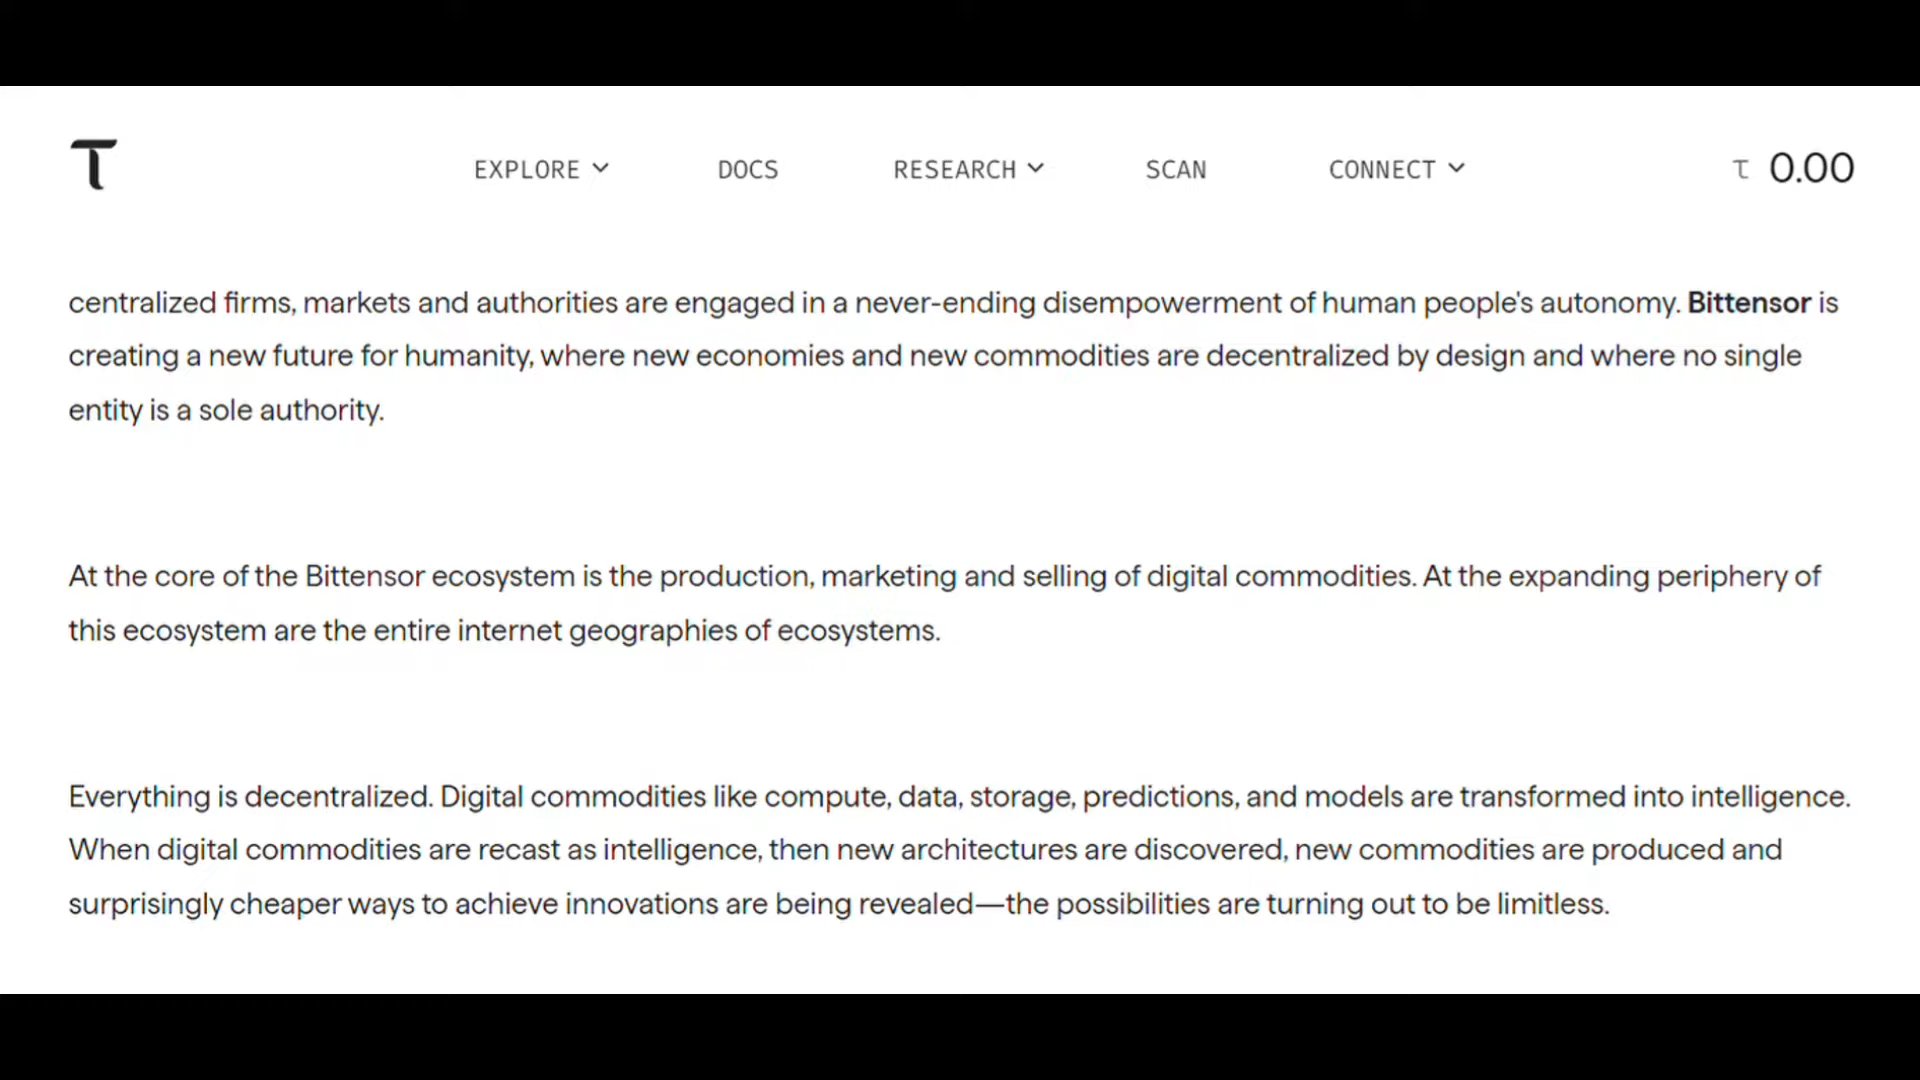 τ
EXPLORE
DOCS
RESEARCH
SCAN
CONNECT
τ 0.00
centralized firms, markets and authorities are engaged in a never-ending disempowerment of human people's autonomy. Bittensor is
creating a new future for humanity, where new economies and new commodities are decentralized by design and where no single
entity is a sole authority.
At the core of the Bittensor ecosystem is the production, marketing and selling of digital commodities. At the expanding periphery of
this ecosystem are the entire internet geographies of ecosystems.
Everything is decentralized. Digital commodities like compute, data, storage, predictions, and models are transformed into intelligence.
When digital commodities are recast as intelligence, then new architectures are discovered, new commodities are produced and
surprisingly cheaper ways to achieve innovations are being revealed—the possibilities are turning out to be limitless.